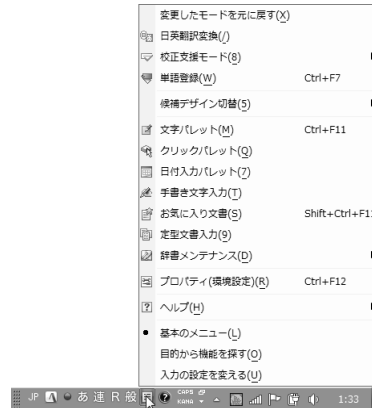 変更したモードを元に戻す(X)
日英翻訳変換(/)
校正支援モード(8)
単語登録(W) Ctrl+F7
候補デザイン切替(5)
文字パレット(M) Ctrl+F11
クリックパレット(Q)
日付入力パレット(7)
手書き文字入力(T)
お気に入り文書(S) Shift+Ctrl+F11
定型文書入力(9)
辞書メンテナンス(D)
プロパティ(環境設定)(R) Ctrl+F12
ヘルプ(H)
基本のメニュー(L)
目的から機能を探す(O)
入力の設定を変える(U)
JP A あ 連 R 般 CAPS KANA 1:33